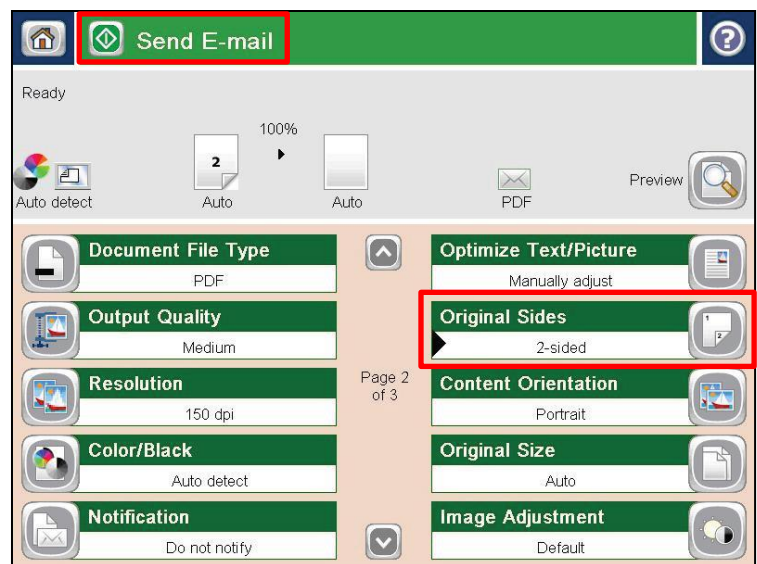 Send E-mail
?
Ready
100%
2
Auto detect
Auto
Auto
PDF
Preview
Document File Type
PDF
Optimize Text/Picture
Manually adjust
Output Quality
Medium
Original Sides
2-sided
1
2
Resolution
150 dpi
Page 2
of 3
Content Orientation
Portrait
Color/Black
Auto detect
Original Size
Auto
Notification
Do not notify
Image Adjustment
Default